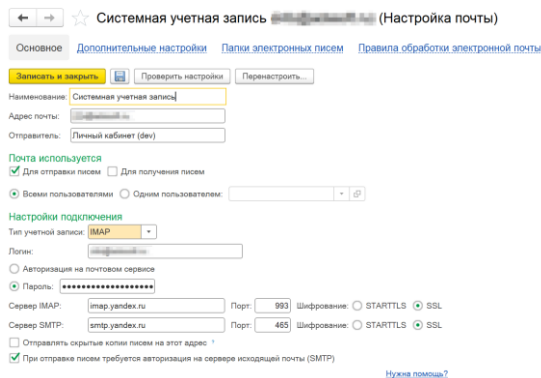 Системная учетная запись (Настройка почты)
Основное Дополнительные настройки Папки электронных писем Правила обработки электронной почты
Записать и закрыть Проверить настройки Перенастроить...
Наименование: Системная учетная запись
Адрес почты:
Отправитель: Личный кабинет (dev)
Почта используется
Для отправки писем Для получения писем
Всеми пользователями Одним пользователем:
Настройки подключения
Тип учетной записи: IMAP
Логин:
Авторизация на почтовом сервисе
Пароль: ******************
Сервер IMAP: imap.yandex.ru Порт: 993 Шифрование: STARTTLS SSL
Сервер SMTP: smtp.yandex.ru Порт: 465 Шифрование: STARTTLS SSL
Отправлять скрытые копии писем на этот адрес ?
При отправке писем требуется авторизация на сервере исходящей почты (SMTP)
Нужна помощь?